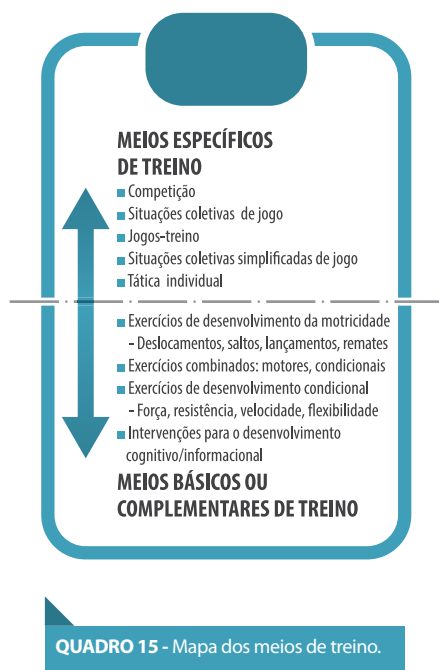 MEIOS ESPECÍFICOS
DE TREINO
■ Competição
■ Situações coletivas de jogo
■ Jogos-treino
■ Situações coletivas simplificadas de jogo
■ Tática individual
■ Exercícios de desenvolvimento da motricidade
- Deslocamentos, saltos, lançamentos, remates
■ Exercícios combinados: motores, condicionais
■ Exercícios de desenvolvimento condicional
- Força, resistência, velocidade, flexibilidade
■ Intervenções para o desenvolvimento
cognitivo/informacional
MEIOS BÁSICOS OU
COMPLEMENTARES DE TREINO
QUADRO 15 - Mapa dos meios de treino.